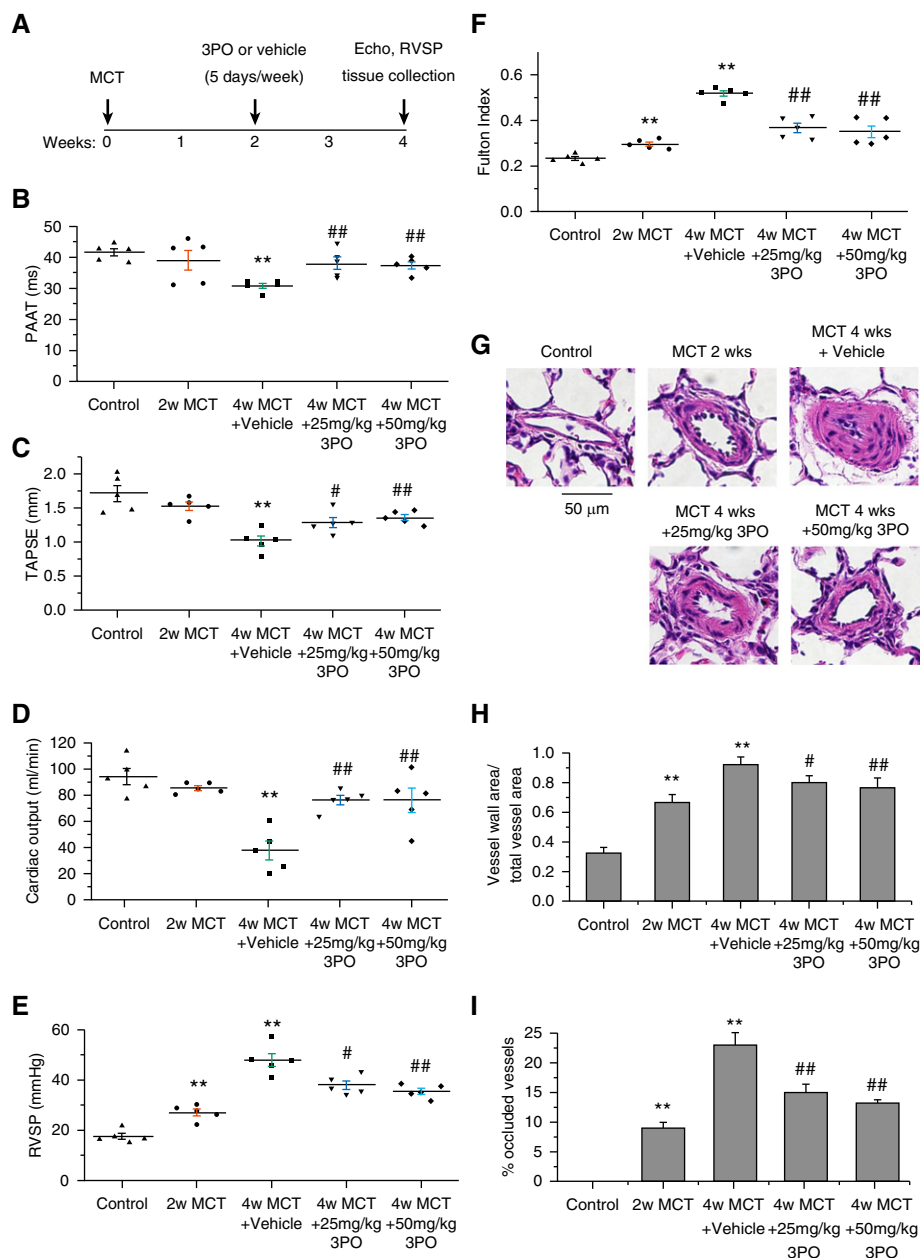 A
3PO or vehicle
(5 days/week)
Echo, RVSP
tissue collection
MCT
Weeks: 0 1 2 3 4
B
PAAT (ms)
50
40
30
20
10
0
Control
2w MCT
4w MCT
+Vehicle
4w MCT
+25mg/kg
3PO
4w MCT
+50mg/kg
3PO
**
##
##
C
TAPSE (mm)
2.0
1.5
1.0
0.5
0.0
Control
2w MCT
4w MCT
+Vehicle
4w MCT
+25mg/kg
3PO
4w MCT
+50mg/kg
3PO
**
#
##
D
Cardiac output (ml/min)
120
100
80
60
40
20
0
Control
2w MCT
4w MCT
+Vehicle
4w MCT
+25mg/kg
3PO
4w MCT
+50mg/kg
3PO
**
##
##
E
RVSP (mmHg)
60
40
20
0
Control
2w MCT
4w MCT
+Vehicle
4w MCT
+25mg/kg
3PO
4w MCT
+50mg/kg
3PO
**
**
#
##
F
Fulton Index
0.6
0.4
0.2
0.0
Control
2w MCT
4w MCT
+Vehicle
4w MCT
+25mg/kg
3PO
4w MCT
+50mg/kg
3PO
**
**
##
##
G
Control
MCT 2 wks
MCT 4 wks
+ Vehicle
50 μm
MCT 4 wks
+25mg/kg 3PO
MCT 4 wks
+50mg/kg 3PO
H
Vessel wall area/
total vessel area
1.0
0.8
0.6
0.4
0.2
0.0
Control
2w MCT
4w MCT
+Vehicle
4w MCT
+25mg/kg
3PO
4w MCT
+50mg/kg
3PO
**
**
#
##
I
% occluded vessels
25
20
15
10
5
0
Control
2w MCT
4w MCT
+Vehicle
4w MCT
+25mg/kg
3PO
4w MCT
+50mg/kg
3PO
**
**
##
##